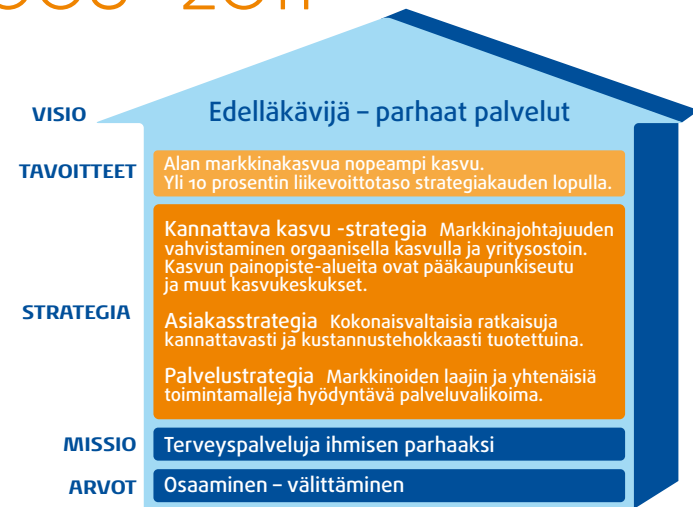 2011
VISIO
Edelläkävijä – parhaat palvelut
TAVOITTEET
Alan markkinakasvua nopeampi kasvu.
Yli 10 prosentin liikevoittotaso strategiakauden lopulla.
STRATEGIA
Kannattava kasvu -strategia Markkinajohtajuuden
vahvistaminen orgaanisella kasvulla ja yritysostoin.
Kasvun painopiste-alueita ovat pääkaupunkiseutu
ja muut kasvukeskukset.
Asiakasstrategia Kokonaisvaltaisia ratkaisuja
kannattavasti ja kustannustehokkaasti tuotettuina.
Palvelustrategia Markkinoiden laajin ja yhtenäisiä
toimintamalleja hyödyntävä palveluvalikoima.
MISSIO
Terveyspalveluja ihmisen parhaaksi
ARVOT
Osaaminen – välittäminen